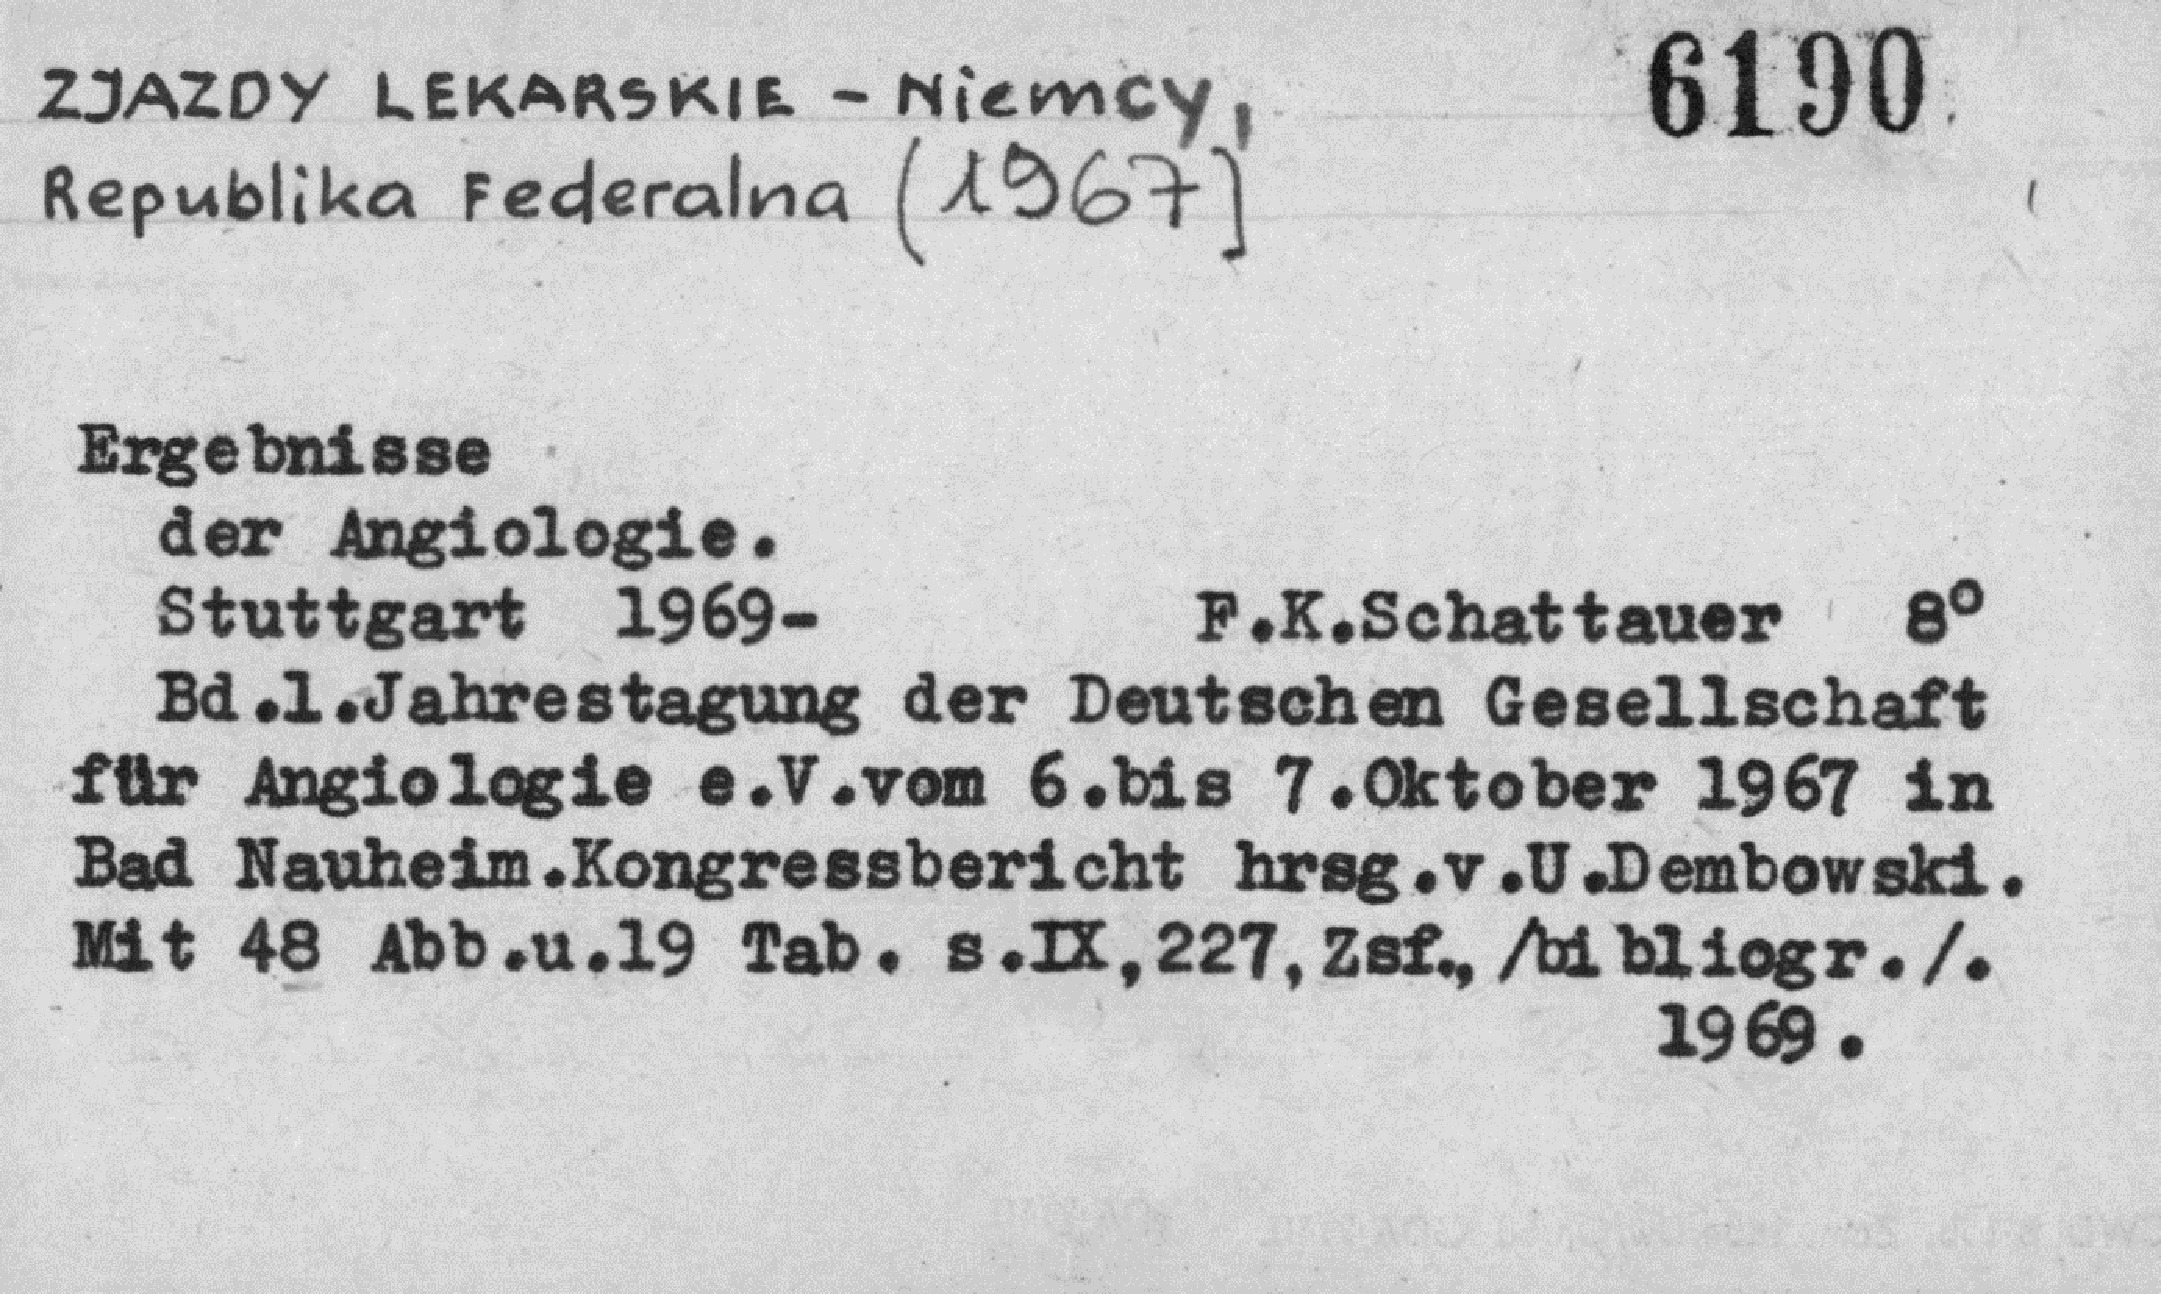 6190
ZJAZDY LEKARSKIE - Niemcy,
Republika Federalna (1967]
Ergebnisse
der Angiologie.
Stuttgart 1969- F.K.Schattauer 8º
Bd.1.Jahrestagung der Deutschen Gesellschaft
für Angiologie e.V.vom 6.bis 7.Oktober 1967 in
Bad Nauheim.Kongressbericht hrsg.v.U.Dembowski.
Mit 48 Abb.u.19 Tab. s.IX,227,Zsf.,/bibliogr./.
1969.